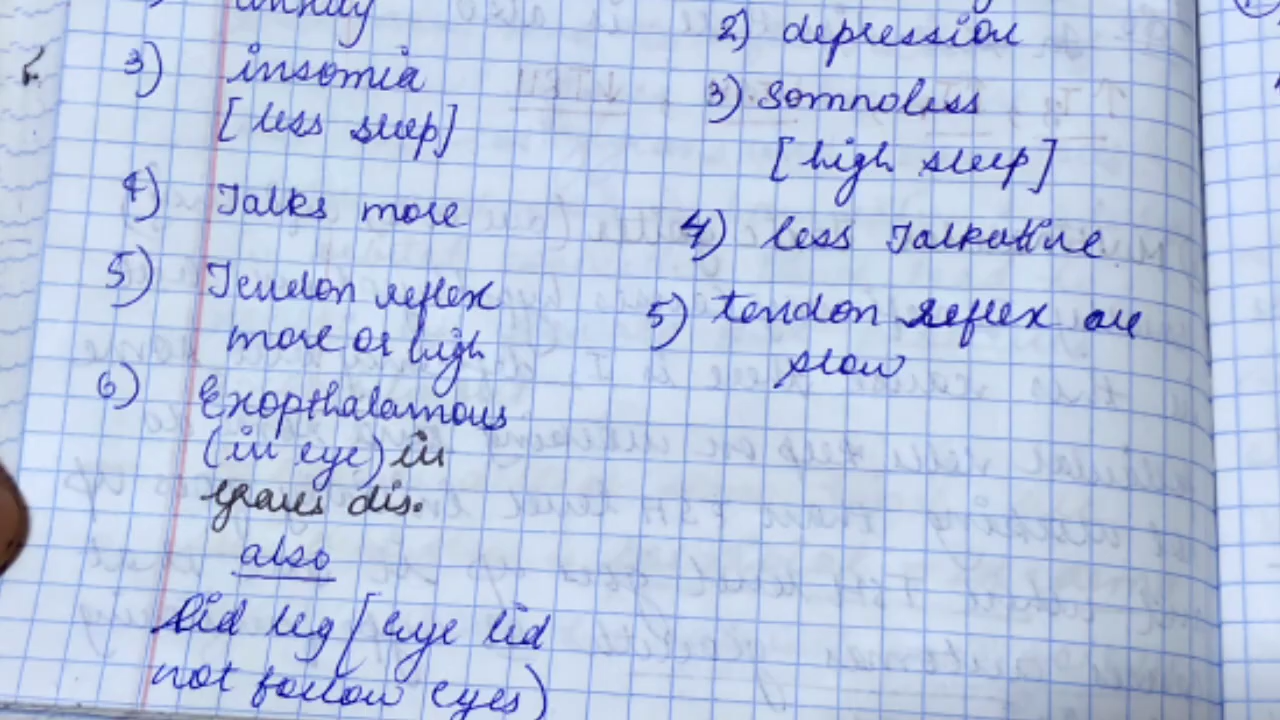 3) insomia
[less sleep]
4) Talks more
5) Tendon reflex
more or high
6) Exopthalamous
(in eye) in
graves dis.
also
lid leg [eye lid
not follow eyes)
2) depression
3) Somnoless
[high sleep]
4) less Talkative
5) tendon reflex are
slow